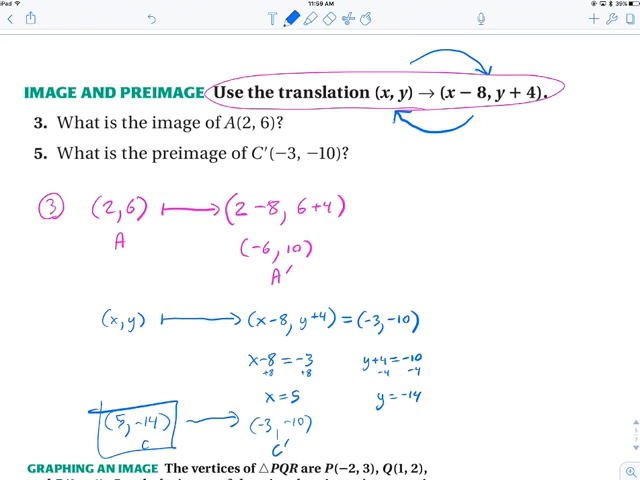 iPad
11:59 AM
39%
T
IMAGE AND PREIMAGE Use the translation (x, y) → (x − 8, y + 4).
3. What is the image of A(2, 6)?
5. What is the preimage of C′(−3, −10)?
③ (2,6) ⟼ (2−8, 6+4)
A (−6, 10)
A′
(x,y) ⟼ (x−8, y+4) = (−3, −10)
x−8 = −3 y+4 = −10
+8 +8 −4 −4
x = 5 y = −14
(5, −14) → (−3, −10)
C C′
GRAPHING AN IMAGE The vertices of △PQR are P(−2, 3), Q(1, 2),